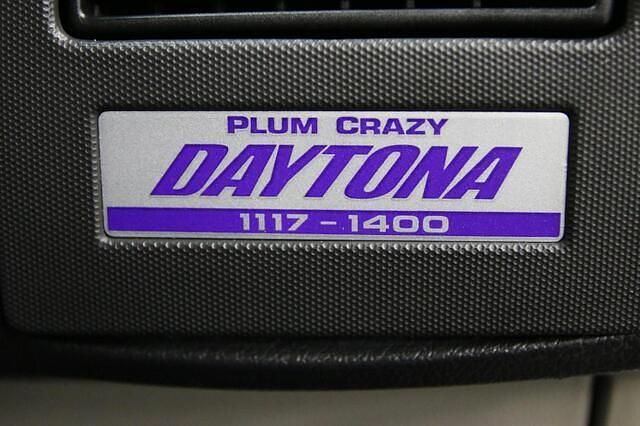 PLUM CRAZY
DAYTONA
1117 - 1400